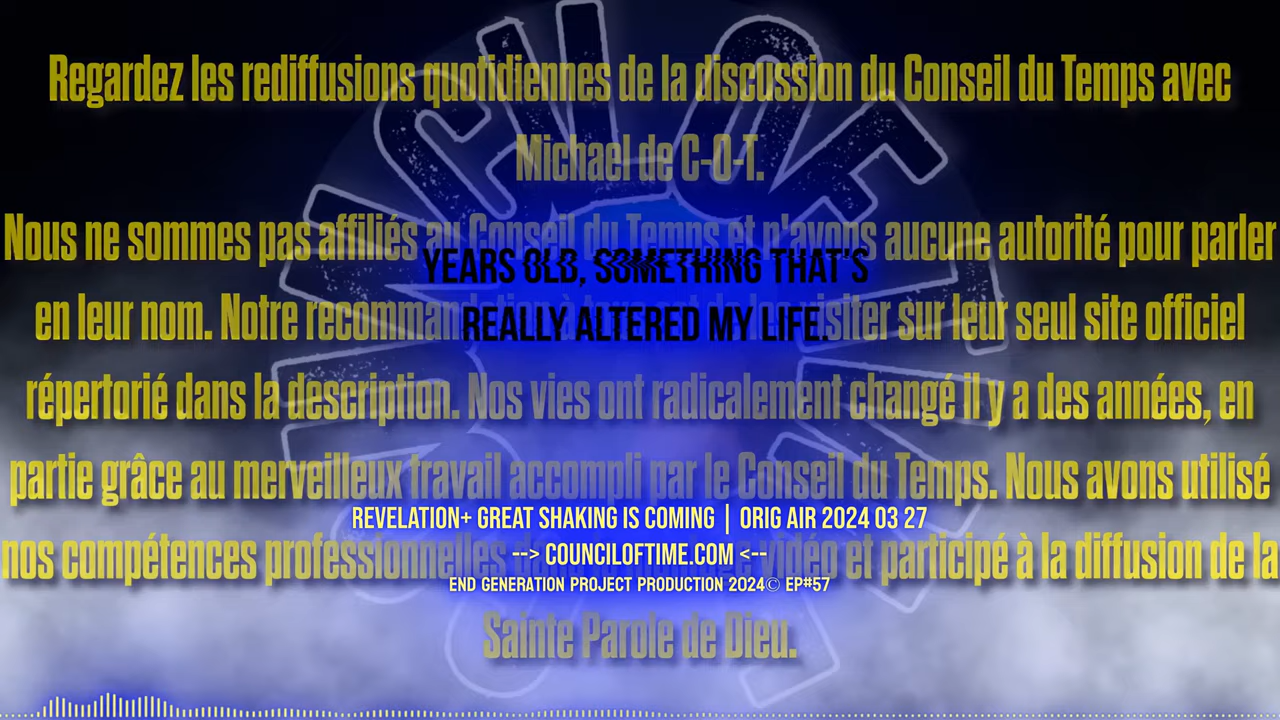 Regardez les rediffusions quotidiennes de la discussion du Conseil du Temps avec
Michael de C-O-T.
Nous ne sommes pas affiliés au Conseil du Temps et n'avons aucune autorité pour parler
YEARS OLD, SOMETHING THAT'S
en leur nom. Notre recommandation à tous est de les visiter sur leur seul site officiel
REALLY ALTERED MY LIFE.
répertorié dans la description. Nos vies ont radicalement changé il y a des années, en
partie grâce au merveilleux travail accompli par le Conseil du Temps. Nous avons utilisé
REVELATION+ GREAT SHAKING IS COMING | ORIG AIR 2024 03 27
nos compétences professionnelles vidéo et participé à la diffusion de la
--> COUNCILOFTIME.COM <--
END GENERATION PROJECT PRODUCTION 2024© EP#57
Sainte Parole de Dieu.